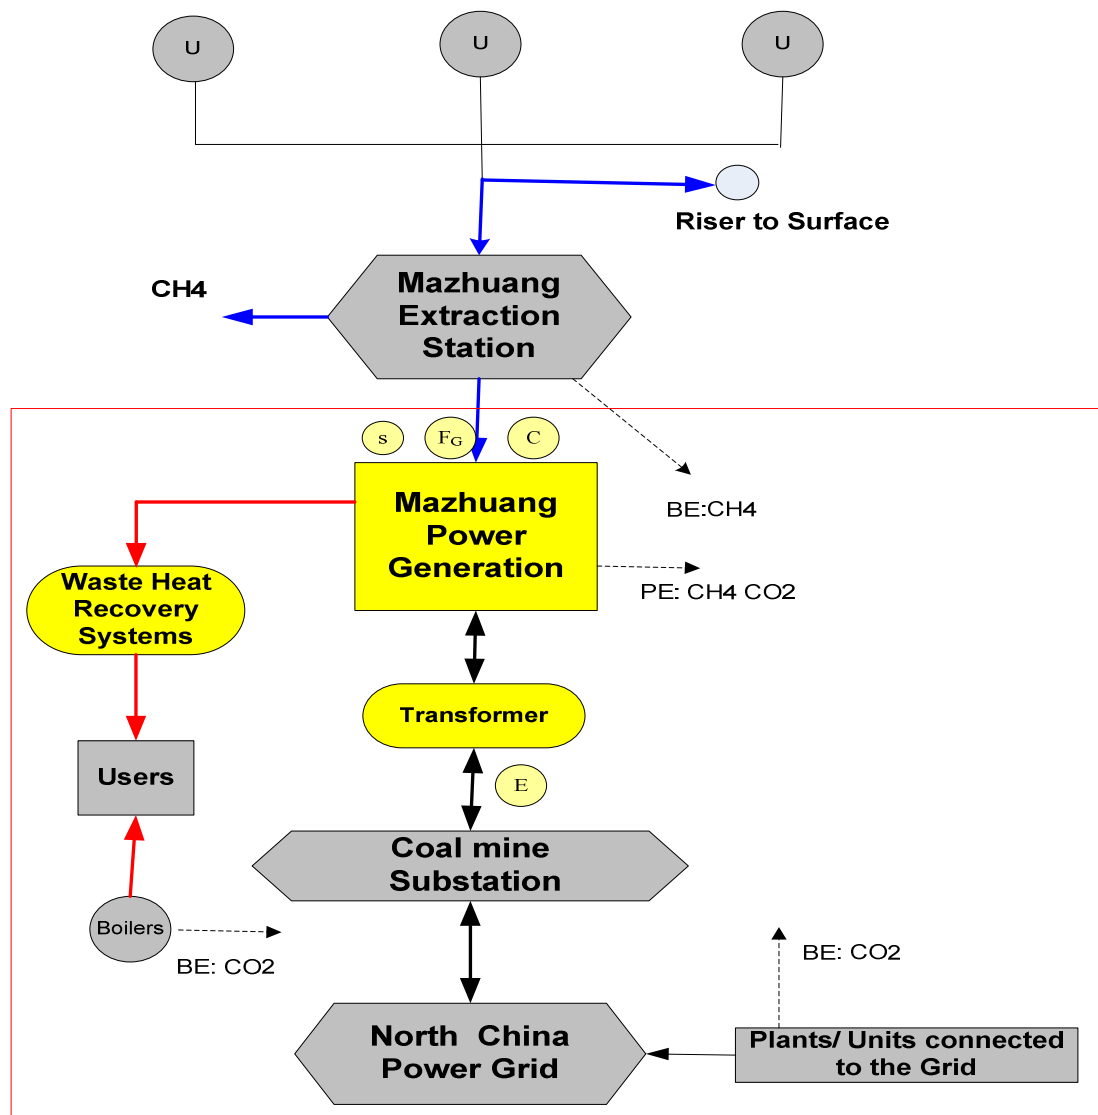 U
U
U
Riser to Surface
CH4
Mazhuang
Extraction
Station
s
FG
C
Mazhuang
Power
Generation
BE:CH4
PE: CH4 CO2
Waste Heat
Recovery
Systems
Transformer
Users
E
Coal mine
Substation
Boilers
BE: CO2
BE: CO2
North China
Power Grid
Plants/ Units connected
to the Grid